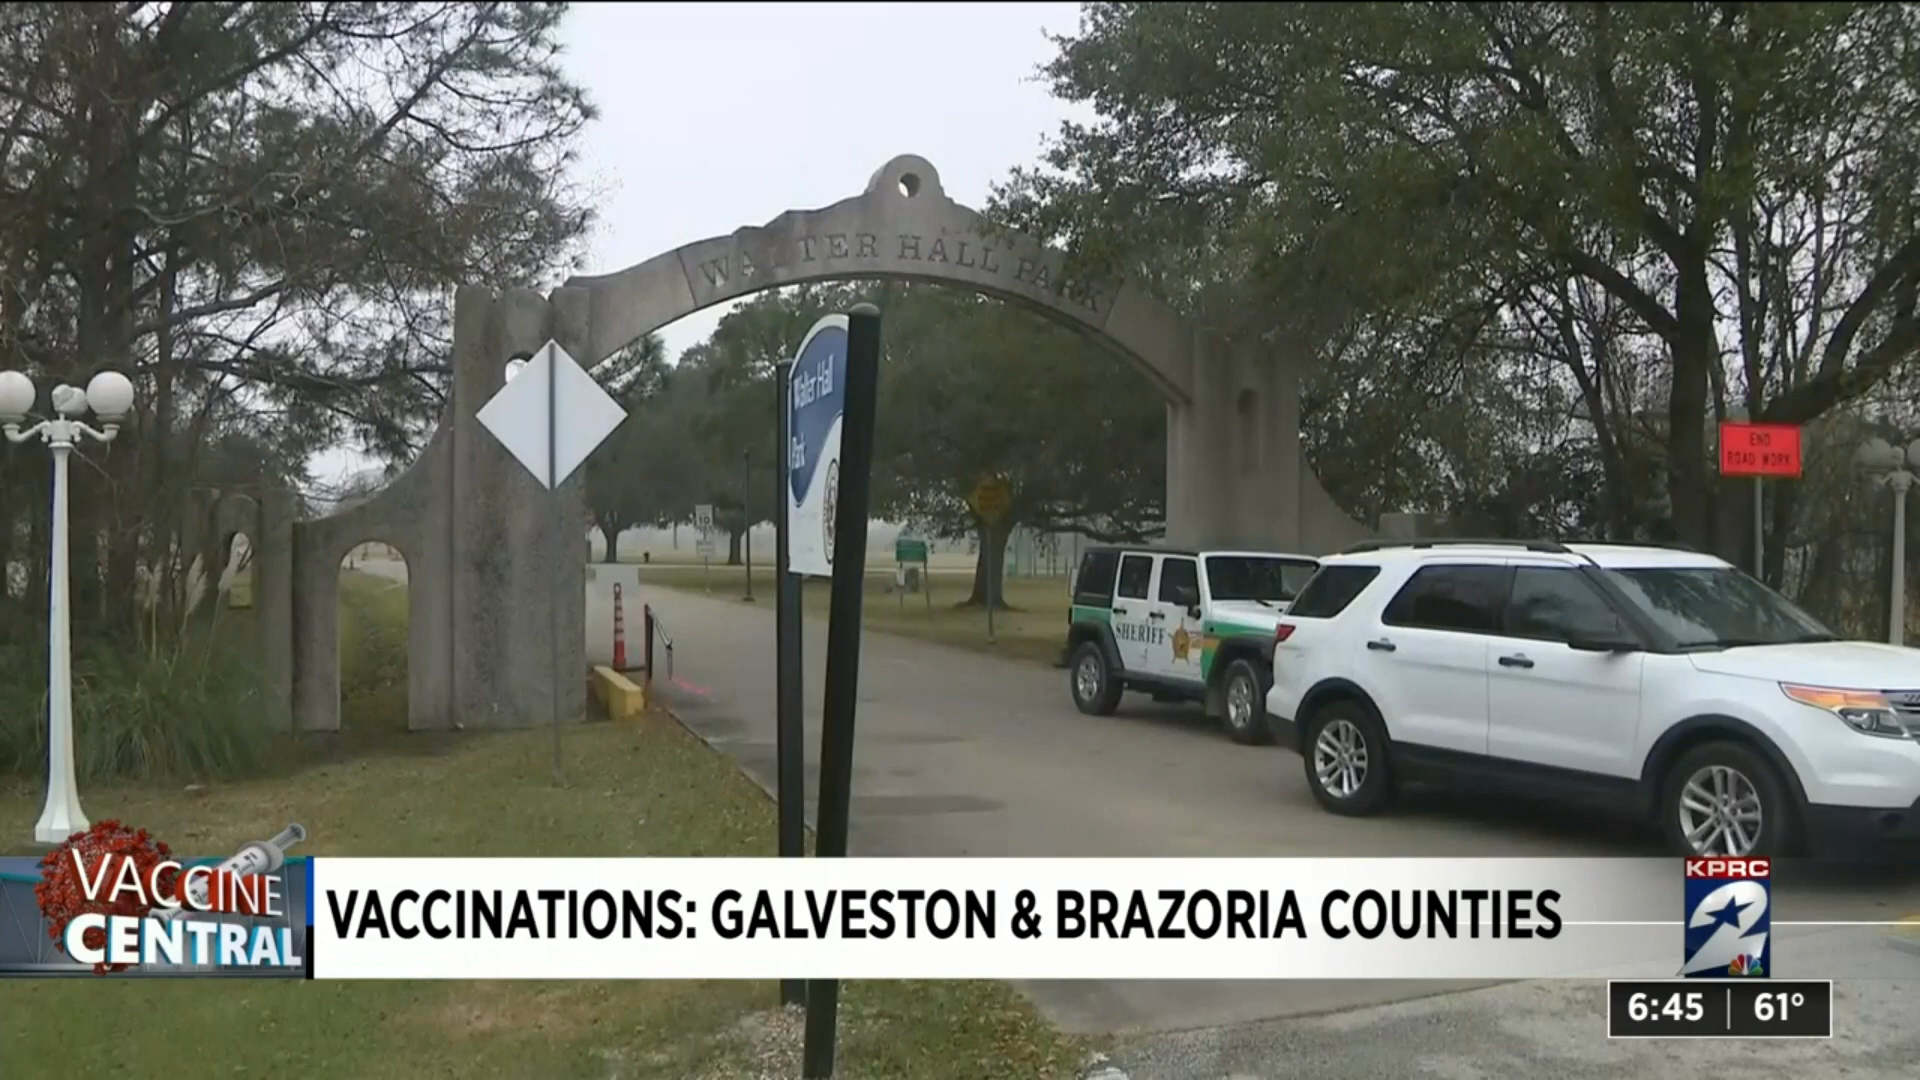 WALTER HALL PARK
Walter Hall
Park
10
END
ROAD WORK
SHERIFF
VACCINE
CENTRAL
VACCINATIONS: GALVESTON & BRAZORIA COUNTIES
KPRC
2
6:45 61°